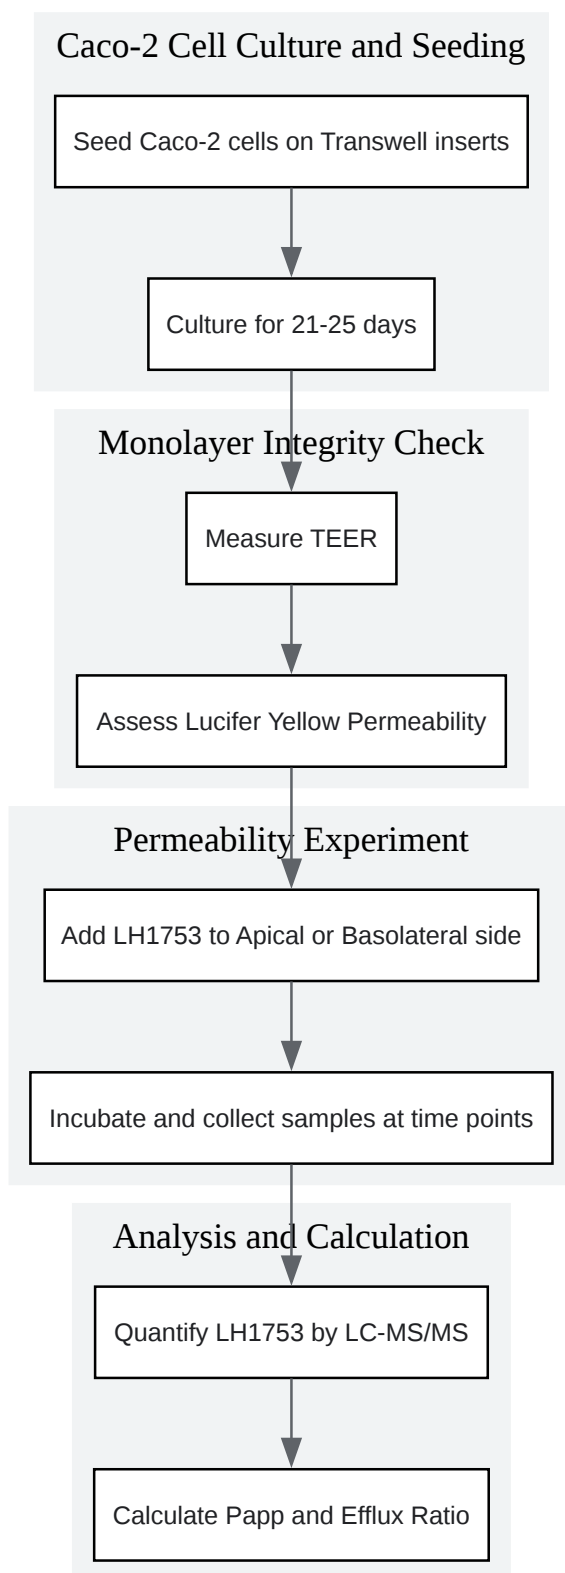 Caco-2 Cell Culture and Seeding
Seed Caco-2 cells on Transwell inserts
Culture for 21-25 days
Monolayer Integrity Check
Measure TEER
Assess Lucifer Yellow Permeability
Permeability Experiment
Add LH1753 to Apical or Basolateral side
Incubate and collect samples at time points
Analysis and Calculation
Quantify LH1753 by LC-MS/MS
Calculate Papp and Efflux Ratio